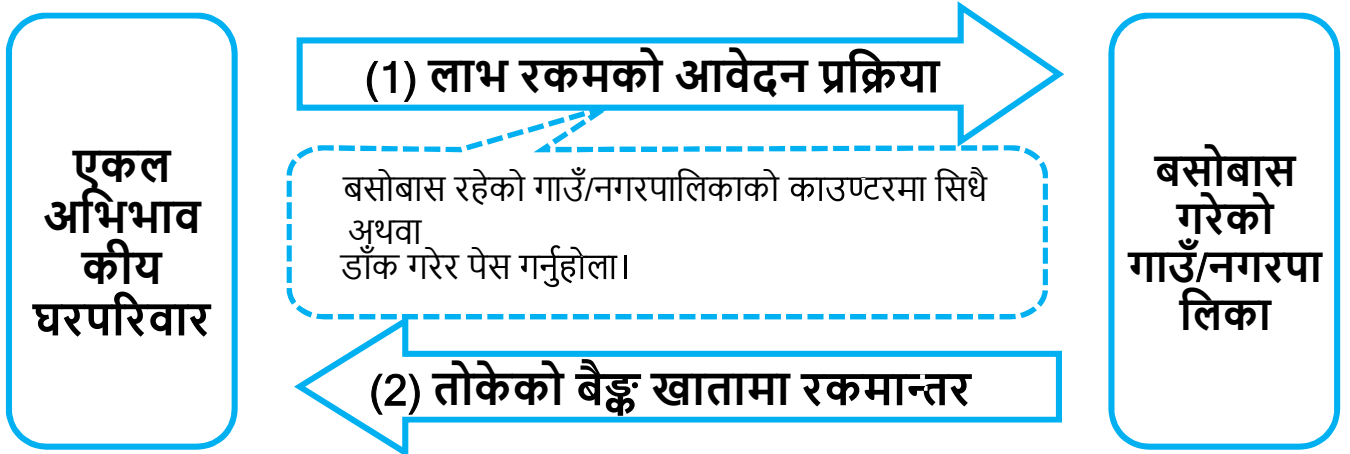 एकल
अभिभाव
कीय
घरपरिवार
(1) लाभ रकमको आवेदन प्रक्रिया
बसोबास रहेको गाउँ/नगरपालिकाको काउण्टरमा सिधै
अथवा
डाँक गरेर पेस गर्नुहोला।
(2) तोकेको बैङ्क खातामा रकमान्तर
बसोबास
गरेको
गाउँ/नगरपा
लिका